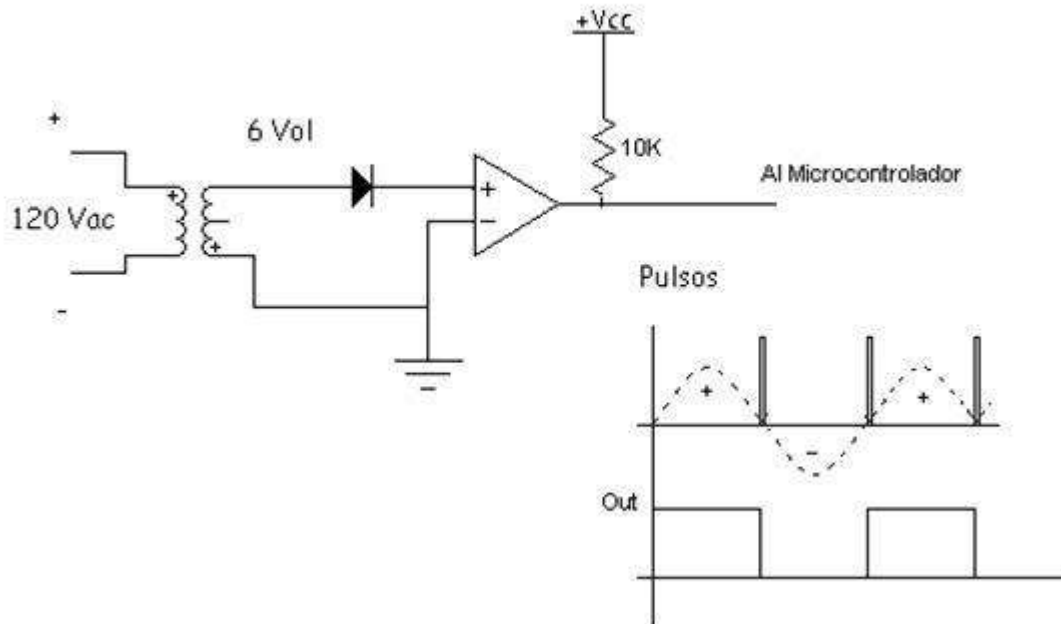 +Vcc
+
6 Vol
10K
+
Al Microcontrolador
+
120 Vac
+
-
-
-
Pulsos
+
+
-
Out